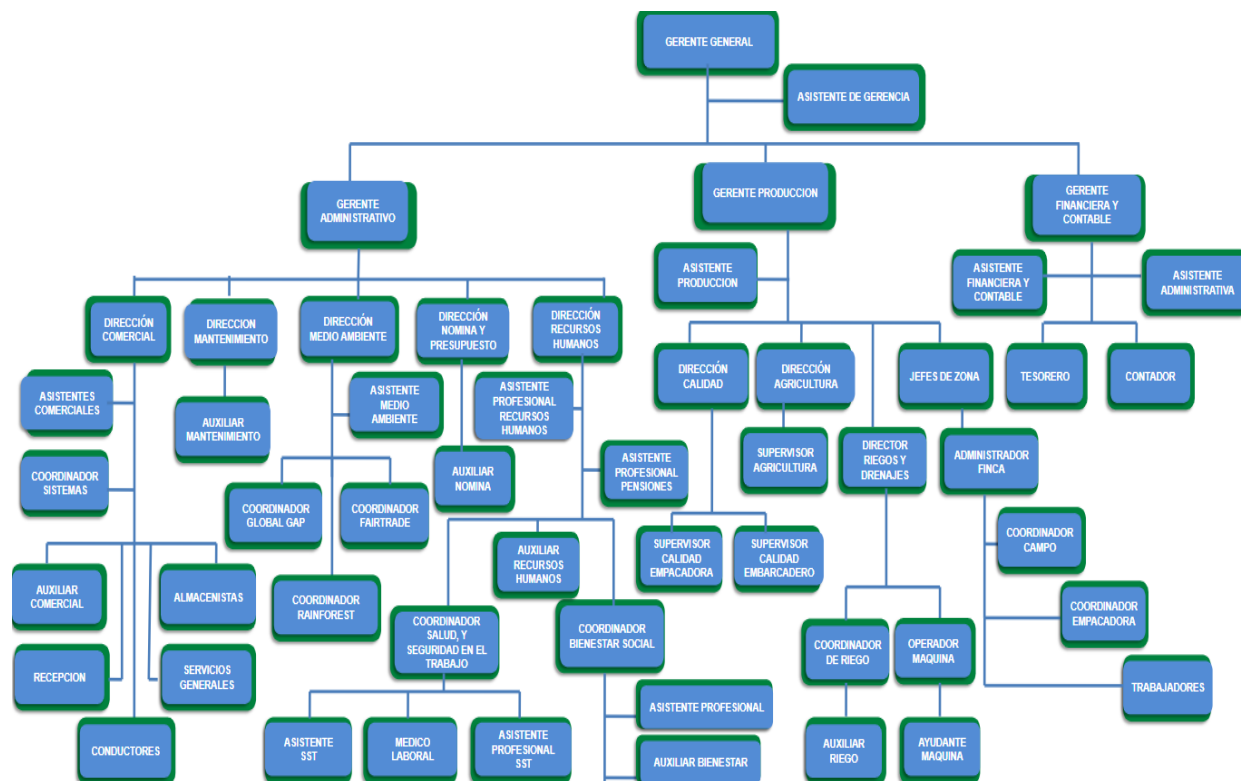 GERENTE GENERAL
ASISTENTE DE GERENCIA
GERENTE
ADMINISTRATIVO
GERENTE PRODUCCION
GERENTE
FINANCIERA Y
CONTABLE
ASISTENTE
PRODUCCION
ASISTENTE
FINANCIERA Y
CONTABLE
ASISTENTE
ADMINISTRATIVA
DIRECCIÓN
COMERCIAL
DIRECCION
MANTENIMIENTO
DIRECCIÓN
MEDIO AMBIENTE
DIRECCIÓN
NOMINA Y
PRESUPUESTO
DIRECCIÓN
RECURSOS
HUMANOS
DIRECCIÓN
CALIDAD
DIRECCIÓN
AGRICULTURA
JEFES DE ZONA
TESORERO
CONTADOR
ASISTENTES
COMERCIALES
AUXILIAR
MANTENIMIENTO
ASISTENTE
MEDIO
AMBIENTE
ASISTENTE
PROFESIONAL
RECURSOS
HUMANOS
SUPERVISOR
AGRICULTURA
DIRECTOR
RIEGOS Y
DRENAJES
ADMINISTRADOR
FINCA
COORDINADOR
SISTEMAS
AUXILIAR
NOMINA
ASISTENTE
PROFESIONAL
PENSIONES
COORDINADOR
GLOBAL GAP
COORDINADOR
FAIRTRADE
COORDINADOR
CAMPO
AUXILIAR
RECURSOS
HUMANOS
SUPERVISOR
CALIDAD
EMPACADORA
SUPERVISOR
CALIDAD
EMBARCADERO
AUXILIAR
COMERCIAL
ALMACENISTAS
COORDINADOR
RAINFOREST
COORDINADOR
SALUD, Y
SEGURIDAD EN EL
TRABAJO
COORDINADOR
BIENESTAR SOCIAL
COORDINADOR
EMPACADORA
COORDINADOR
DE RIEGO
OPERADOR
MAQUINA
RECEPCION
SERVICIOS
GENERALES
TRABAJADORES
ASISTENTE PROFESIONAL
CONDUCTORES
ASISTENTE
SST
MEDICO
LABORAL
ASISTENTE
PROFESIONAL
SST
AUXILIAR BIENESTAR
AUXILIAR
RIEGO
AYUDANTE
MAQUINA